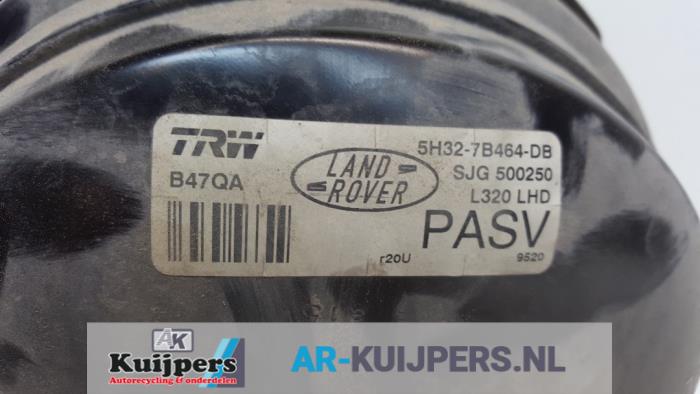 TRW
B47QA
LAND
ROVER
5H32-7B464-DB
SJG 500250
L320 LHD
PASV
r20U
9520
AK
Kuijpers
Autorecycling & onderdelen
AR-KUIJPERS.NL